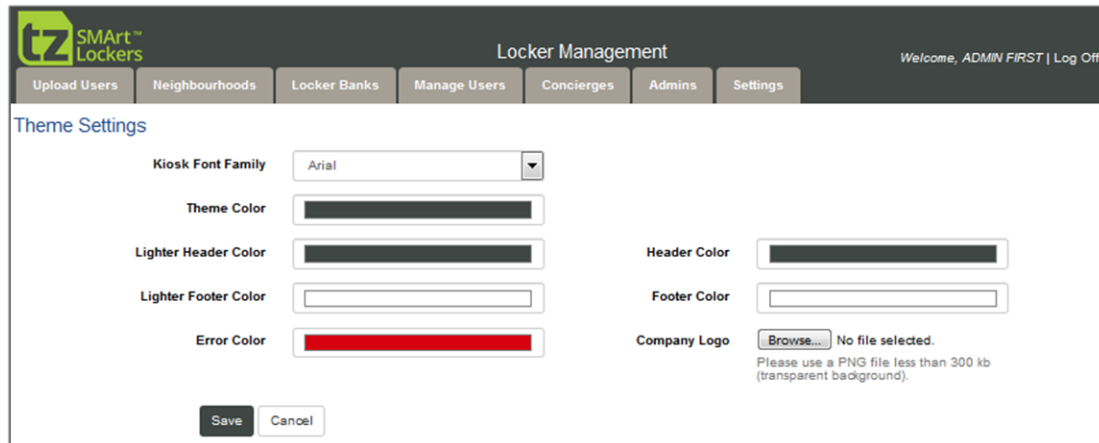 tz SMArt™ Lockers
Locker Management
Welcome, ADMIN FIRST | Log Off
Upload Users Neighbourhoods Locker Banks Manage Users Concierges Admins Settings
Theme Settings
Kiosk Font Family Arial
Theme Color
Lighter Header Color Header Color
Lighter Footer Color Footer Color
Error Color Company Logo Browse... No file selected.
Please use a PNG file less than 300 kb
(transparent background).
Save Cancel